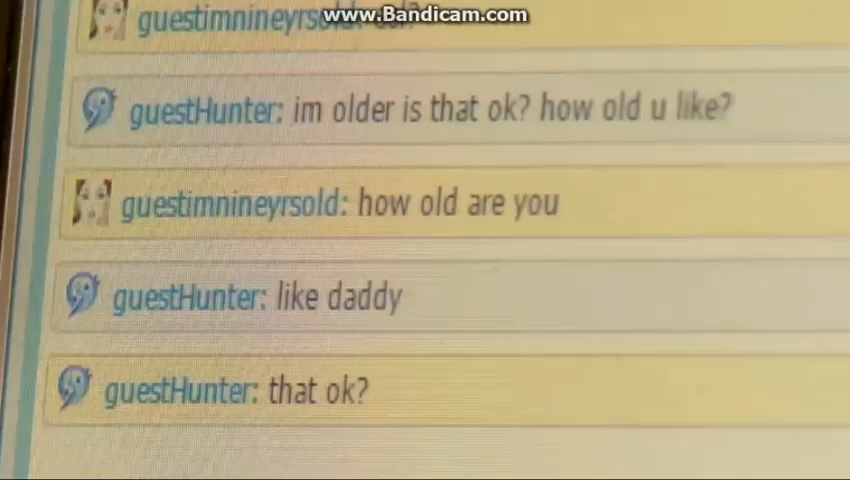 www.Bandicam.com
guestimnineyrsold:
guestHunter: im older is that ok? how old u like?
guestimnineyrsold: how old are you
guestHunter: like daddy
guestHunter: that ok?